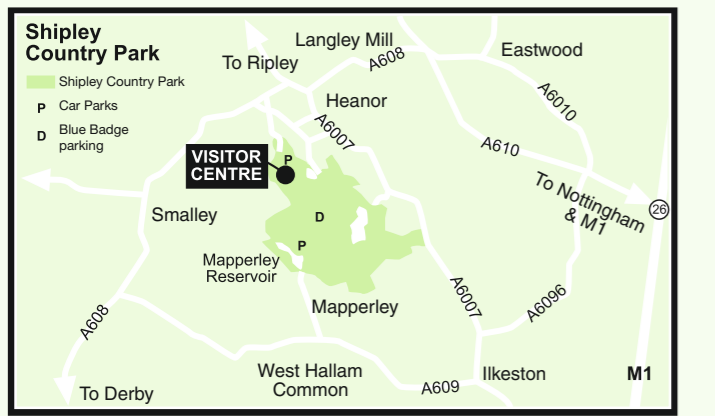 Shipley
Country Park
Shipley Country Park
P Car Parks
D Blue Badge
parking
To Ripley
Langley Mill
A608
Eastwood
Heanor
A6007
A6010
A610
VISITOR
CENTRE
P
To Nottingham
& M1
26
Smalley
D
P
Mapperley
Reservoir
Mapperley
A6007
A6096
A608
West Hallam
Common
A609
Ilkeston
M1
To Derby